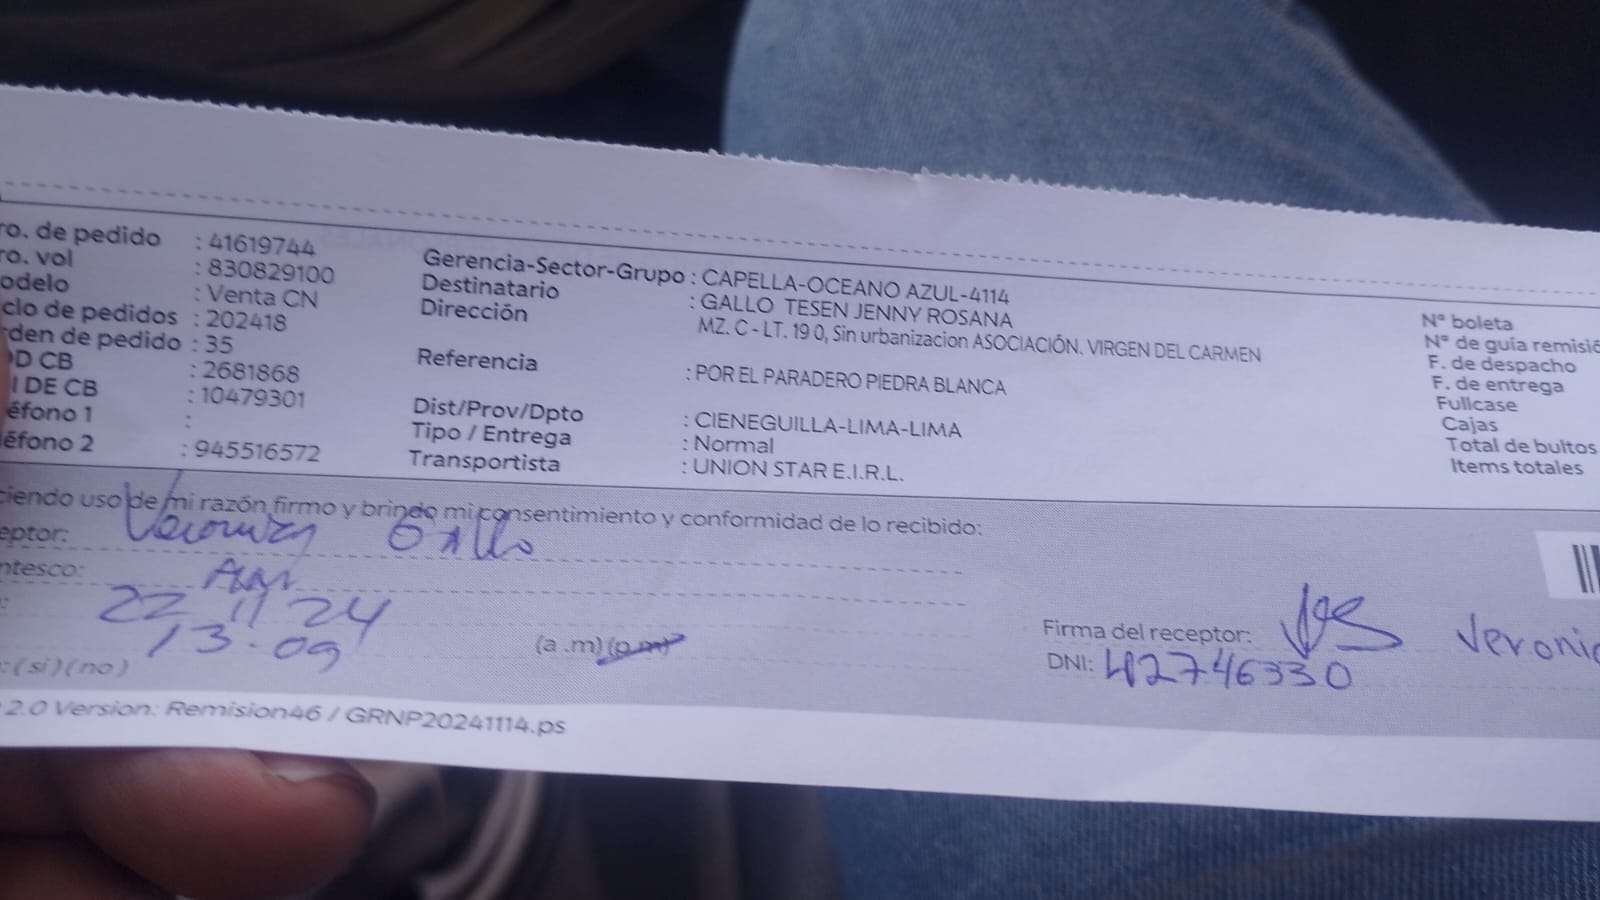 ro. de pedido : 41619744
ro. vol : 830829100
odelo : Venta CN
clo de pedidos : 202418
den de pedido : 35
D CB : 2681868
I DE CB : 10479301
éfono 1 :
éfono 2 : 945516572
Gerencia-Sector-Grupo : CAPELLA-OCEANO AZUL-4114
Destinatario : GALLO TESEN JENNY ROSANA
Dirección MZ. C - LT. 19 0, Sin urbanizacion ASOCIACIÓN. VIRGEN DEL CARMEN
Referencia : POR EL PARADERO PIEDRA BLANCA
Dist/Prov/Dpto : CIENEGUILLA-LIMA-LIMA
Tipo / Entrega : Normal
Transportista : UNION STAR E.I.R.L.
N° boleta
N° de guía remisió
F. de despacho
F. de entrega
Fullcase
Cajas
Total de bultos
Items totales
ciendo uso de mi razón firmo y brindo mi consentimiento y conformidad de lo recibido:
eptor: Veronica Gallo
ntesco:
: 22 11 24
13:09 (a .m) (p.m)
: ( si ) ( no )
Firma del receptor: Veronic
DNI: 42746330
2.0 Version: Remision46 / GRNP20241114.ps